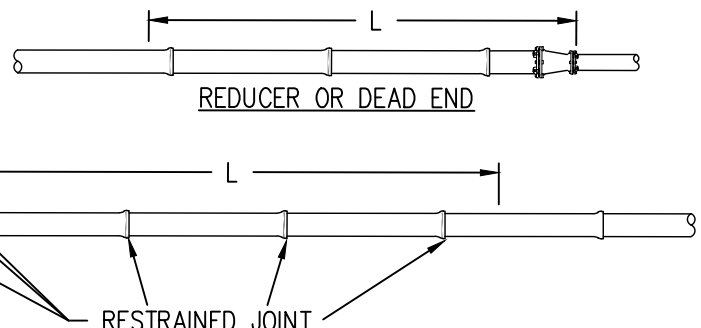 L
REDUCER OR DEAD END
L
RESTRAINED JOINT